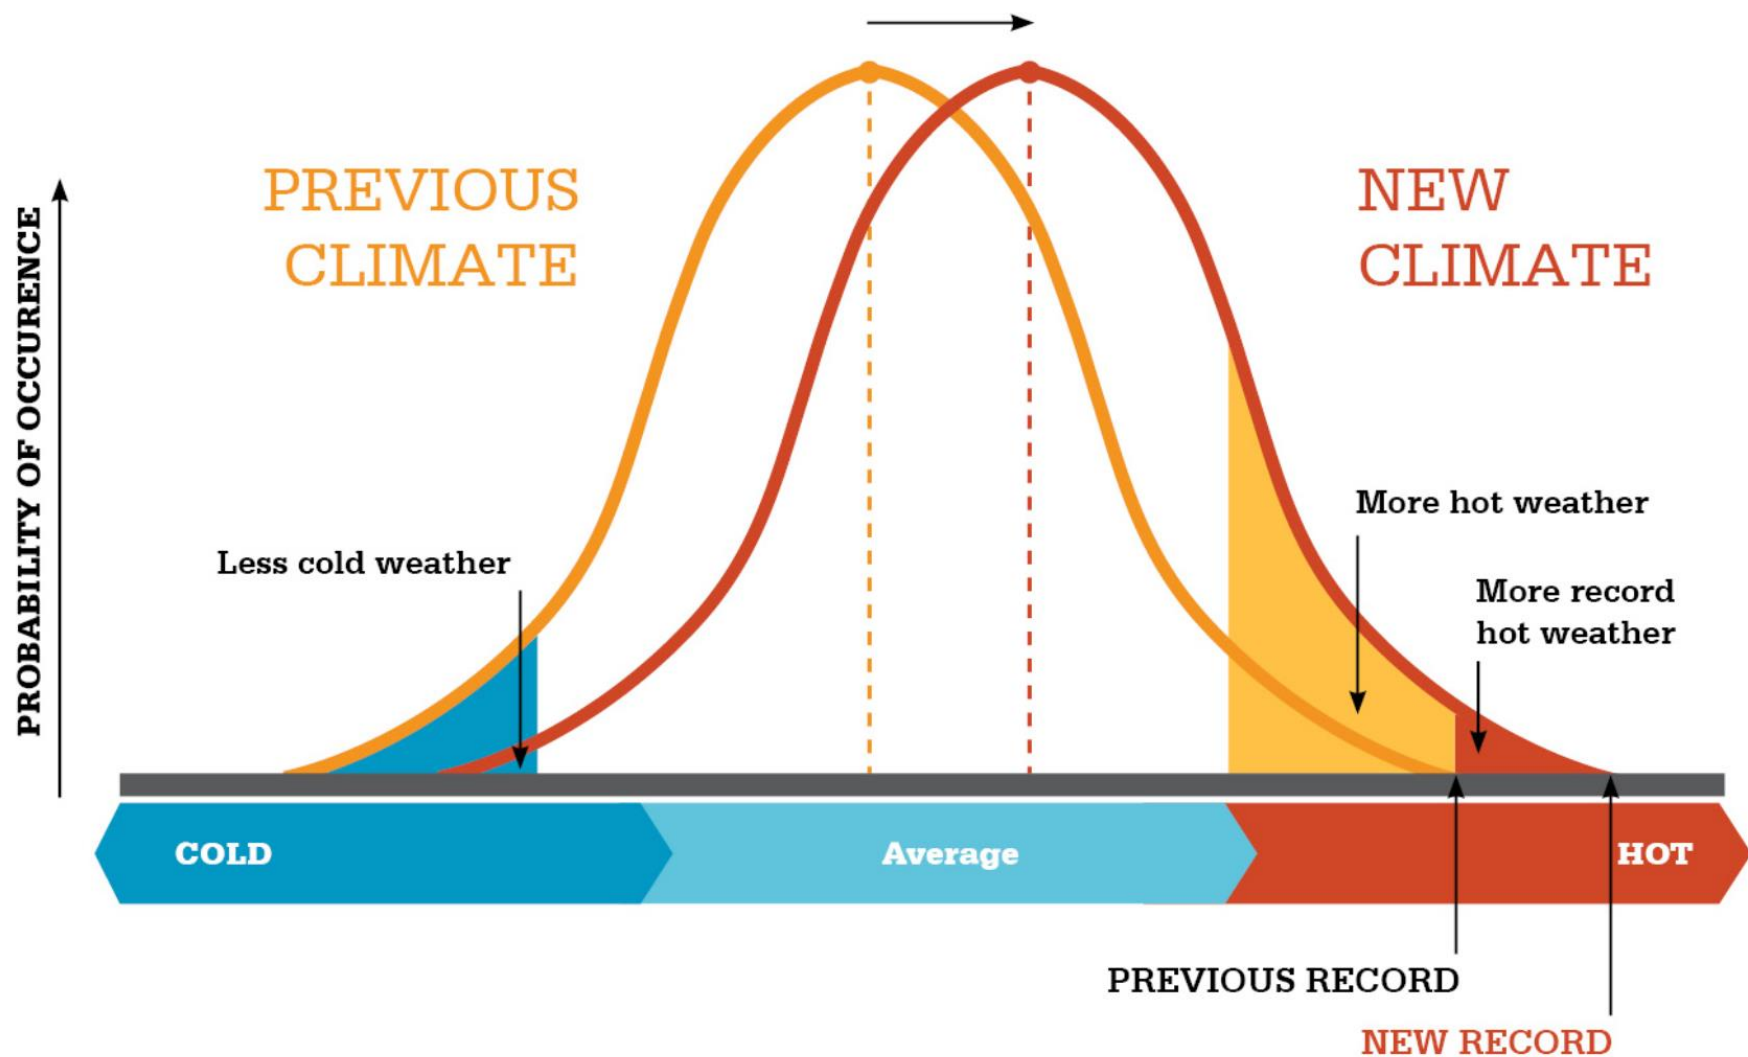 PREVIOUS
CLIMATE
NEW
CLIMATE
PROBABILITY OF OCCURENCE
More hot weather
Less cold weather
More record
hot weather
COLD
Average
HOT
PREVIOUS RECORD
NEW RECORD